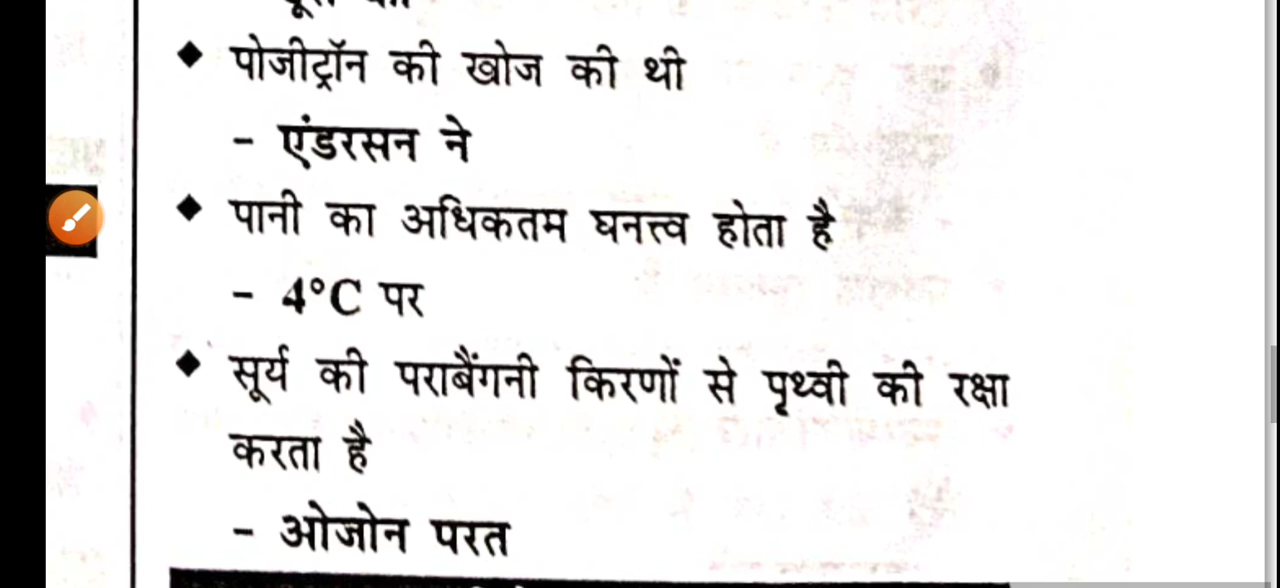 ◆ पोजीट्रॉन की खोज की थी
– एंडरसन ने
◆ पानी का अधिकतम घनत्त्व होता है
– 4°C पर
◆ सूर्य की पराबैंगनी किरणों से पृथ्वी की रक्षा
करता है
– ओजोन परत